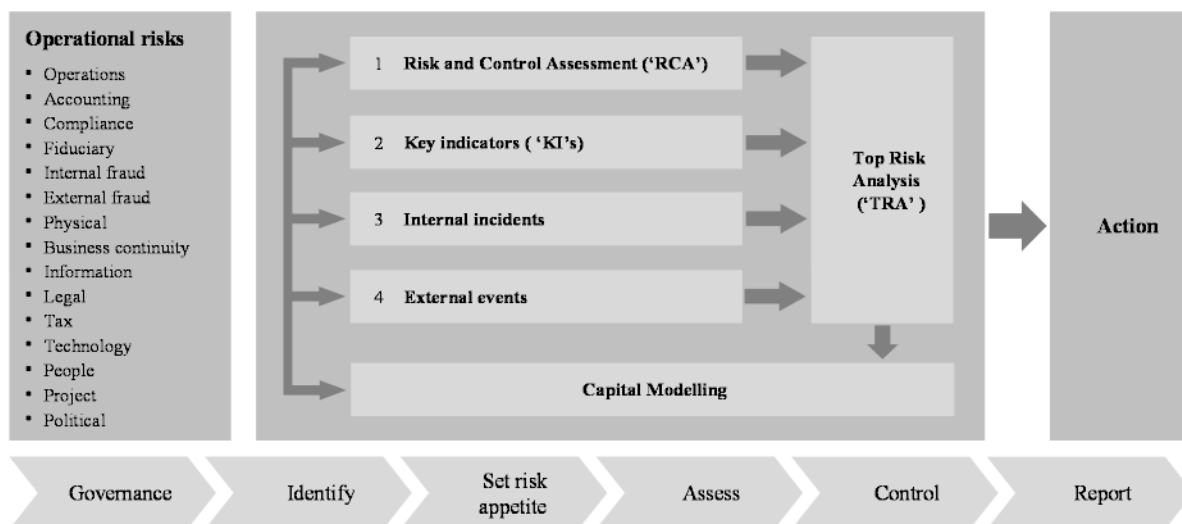 Operational risks
▪ Operations
▪ Accounting
▪ Compliance
▪ Fiduciary
▪ Internal fraud
▪ External fraud
▪ Physical
▪ Business continuity
▪ Information
▪ Legal
▪ Tax
▪ Technology
▪ People
▪ Project
▪ Political
1 Risk and Control Assessment (‘RCA’)
2 Key indicators ( ‘KI’s)
3 Internal incidents
4 External events
Top Risk
Analysis
(‘TRA’ )
Capital Modelling
Action
Governance
Identify
Set risk
appetite
Assess
Control
Report